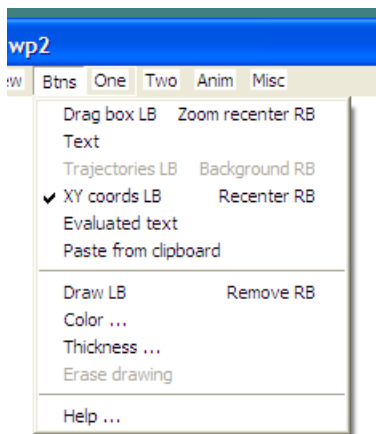 wp2
ew Btns One Two Anim Misc
Drag box LB Zoom recenter RB
Text
Trajectories LB Background RB
XY coords LB Recenter RB
Evaluated text
Paste from clipboard
Draw LB Remove RB
Color ...
Thickness ...
Erase drawing
Help ...